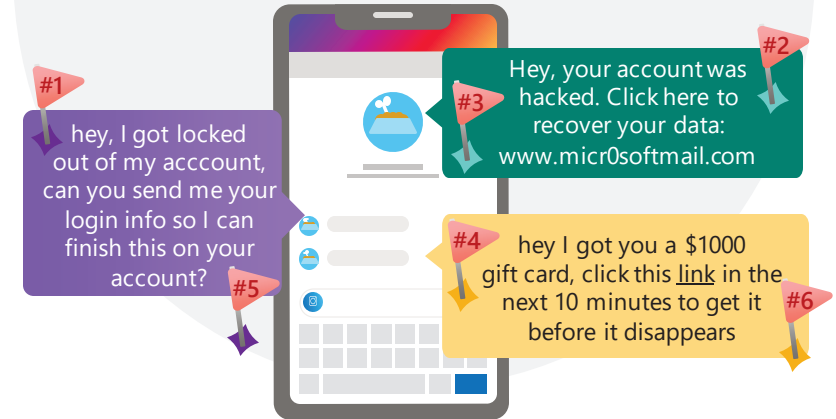 #1
hey, I got locked
out of my acccount,
can you send me your
login info so I can
finish this on your
account?
#5
#2
#3
Hey, your account was
hacked. Click here to
recover your data:
www.micr0softmail.com
#4
hey I got you a $1000
gift card, click this link in the
next 10 minutes to get it
before it disappears
#6